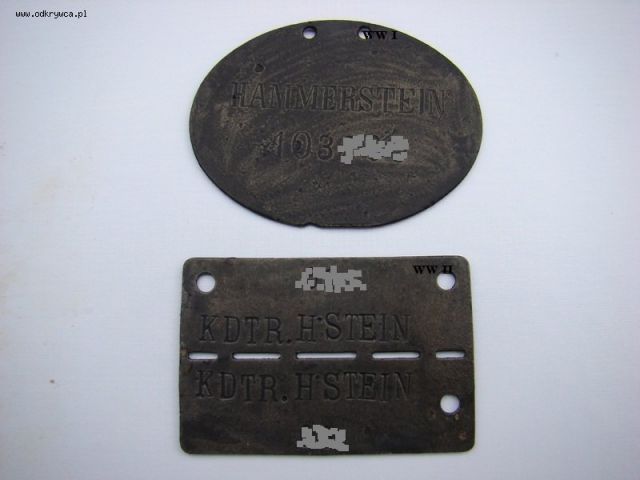 www.odkrywca.pl
WW I
HAMMERSTEIN
103
WW II
KDTR. H'STEIN
KDTR. H'STEIN